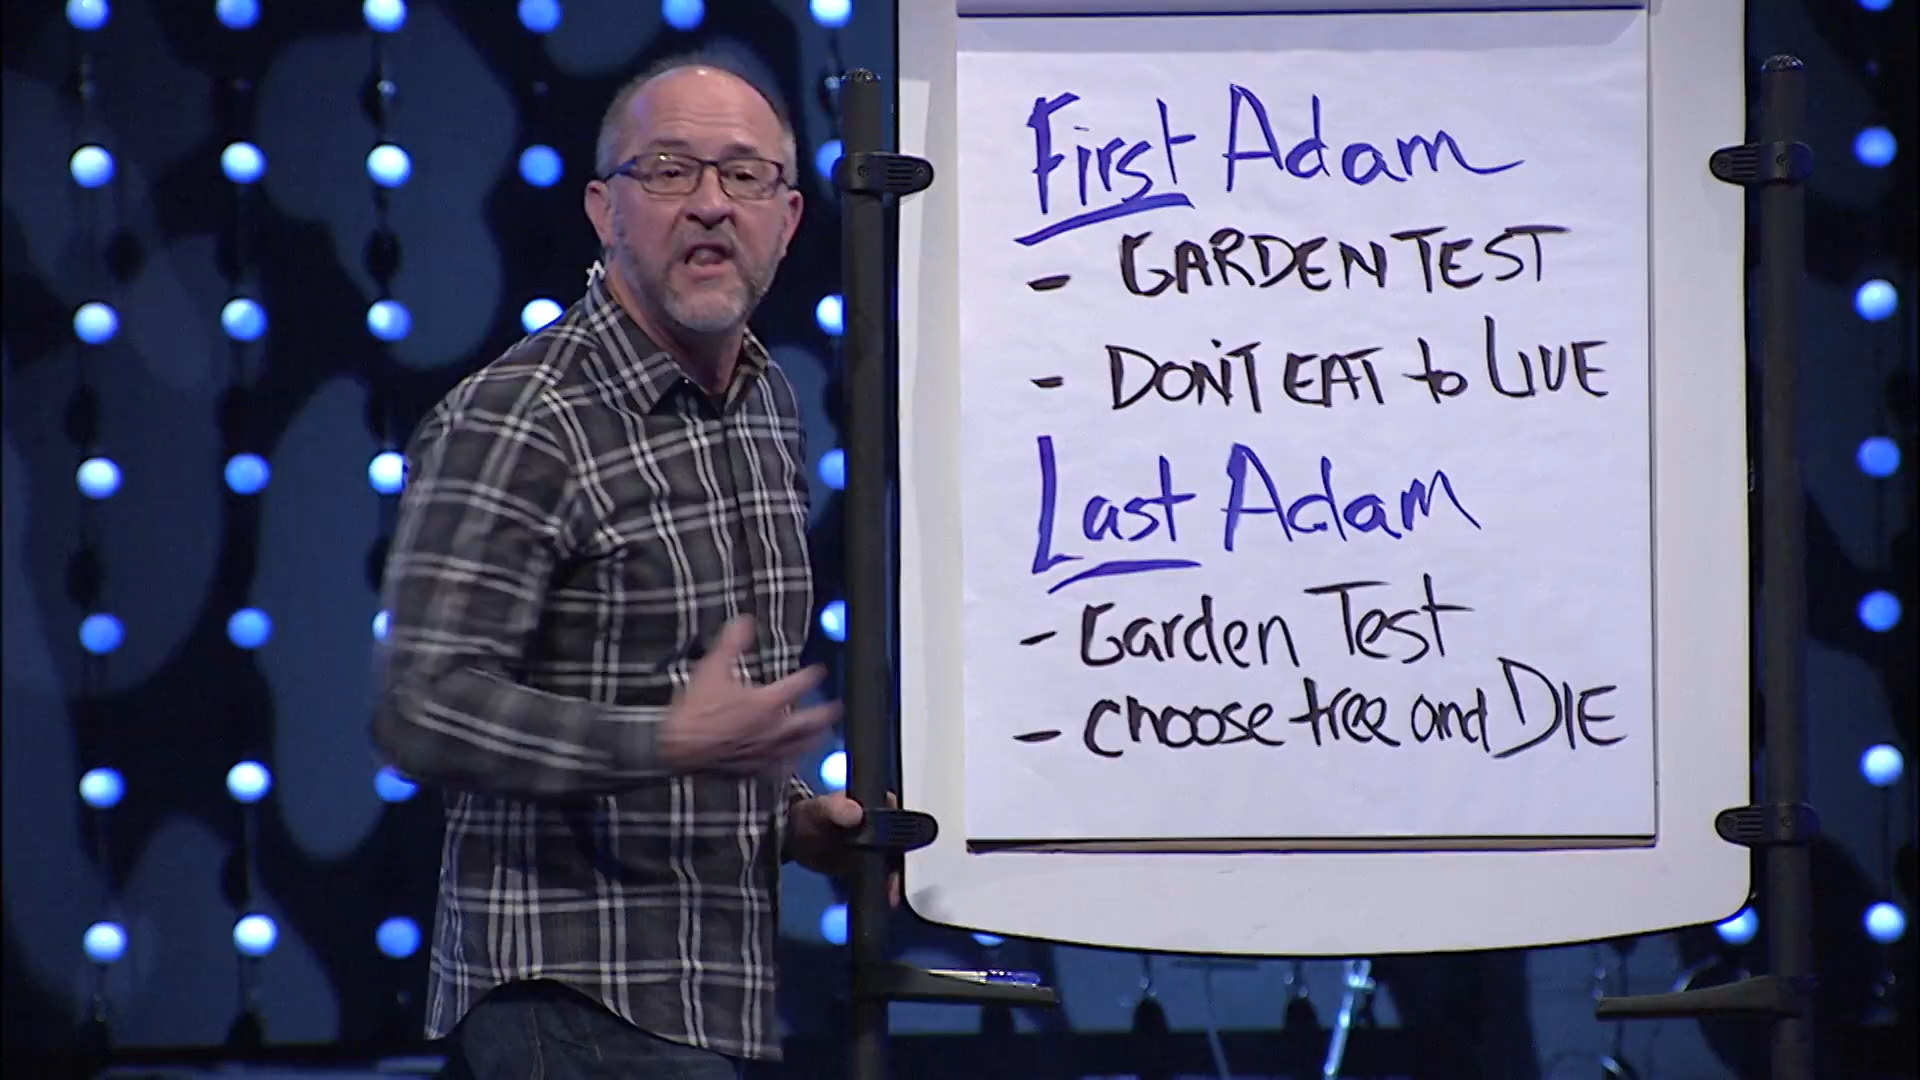 First Adam
- GARDEN TEST
- DON'T EAT to LIVE
Last Adam
- Garden Test
- choose tree and DIE